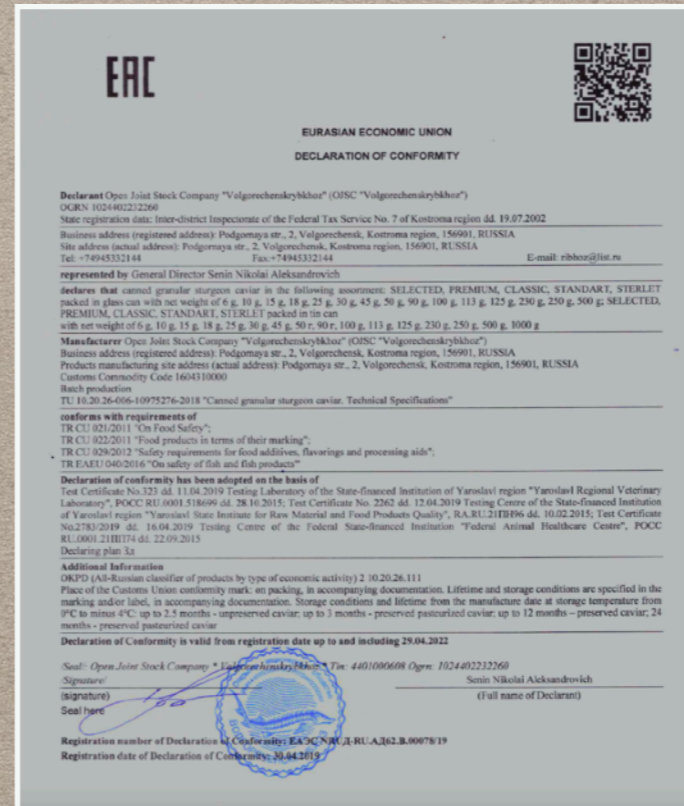 EAC
EURASIAN ECONOMIC UNION
DECLARATION OF CONFORMITY
Declarant Open Joint Stock Company "Volgorechenskrybkhoz" (OJSC "Volgorechenskrybkhoz")
OGRN 1024402232260
State registration data: Inter-district Inspectorate of the Federal Tax Service No. 7 of Kostroma region dd. 19.07.2002
Business address (registered address): Podgornaya str., 2, Volgorechensk, Kostroma region, 156901, RUSSIA
Site address (actual address): Podgornaya str., 2, Volgorechensk, Kostroma region, 156901, RUSSIA
Tel: +74945332144 Fax:+74945332144 E-mail: ribhoz@list.ru
represented by General Director Senin Nikolai Aleksandrovich
declares that canned granular sturgeon caviar in the following assortment: SELECTED, PREMIUM, CLASSIC, STANDART, STERLET
packed in glass can with net weight of 6 g, 10 g, 15 g, 18 g, 25 g, 30 g, 45 g, 50 g, 90 g, 100 g, 113 g, 125 g, 230 g, 250 g, 500 g; SELECTED,
PREMIUM, CLASSIC, STANDART, STERLET packed in tin can
with net weight of 6 g, 10 g, 15 g, 18 g, 25 g, 30 g, 45 g, 50 r, 90 r, 100 g, 113 g, 125 g, 230 g, 250 g, 500 g, 1000 g
Manufacturer Open Joint Stock Company "Volgorechenskrybkhoz" (OJSC "Volgorechenskrybkhoz")
Business address (registered address): Podgornaya str., 2, Volgorechensk, Kostroma region, 156901, RUSSIA
Products manufacturing site address (actual address): Podgornaya str., 2, Volgorechensk, Kostroma region, 156901, RUSSIA
Customs Commodity Code 1604310000
Batch production
TU 10.20.26-006-10975276-2018 "Canned granular sturgeon caviar. Technical Specifications"
conforms with requirements of
TR CU 021/2011 "On Food Safety";
TR CU 022/2011 "Food products in terms of their marking";
TR CU 029/2012 "Safety requirements for food additives, flavorings and processing aids";
TR EAEU 040/2016 "On safety of fish and fish products"
Declaration of conformity has been adopted on the basis of
Test Certificate No.323 dd. 11.04.2019 Testing Laboratory of the State-financed Institution of Yaroslavl region "Yaroslavl Regional Veterinary
Laboratory", POCC RU.0001.518699 dd. 28.10.2015; Test Certificate No. 2262 dd. 12.04.2019 Testing Centre of the State-financed Institution
of Yaroslavl region "Yaroslavl State Institute for Raw Material and Food Products Quality", RA.RU.21ПН96 dd. 10.02.2015; Test Certificate
No.2783/2019 dd. 16.04.2019 Testing Centre of the Federal State-financed Institution "Federal Animal Healthcare Centre", POCC
dd. 22.09.2015
Declaring plan
Additional Information
OKPD (All-Russian classifier of products by type of economic activity) 2 10.20.26.111
Place of the Customs Union conformity mark: on packing, in accompanying documentation. Lifetime and storage conditions are specified in the
marking and/or label, in accompanying documentation. Storage conditions and lifetime from the manufacture date at storage temperature from
0°C to minus 4°C: up to 2.5 months - unpreserved caviar; up to 3 months - preserved pasteurized caviar; up to 12 months – preserved caviar; 24
months - preserved pasteurized caviar
Declaration of Conformity is valid from registration date up to and including 29.04.2022
/Seal/: Open Joint Stock Company * Volgorechenskrybkhoz * Tin: 4401000608 Ogrn: 1024402232260
/Signature/ Senin Nikolai Aleksandrovich
(signature) (Full name of Declarant)
Seal here
Registration number of Declaration of Conformity: ЕАЭС N RU Д-RU.АД62.В.00078/19
Registration date of Declaration of Conformity: 30.04.2019